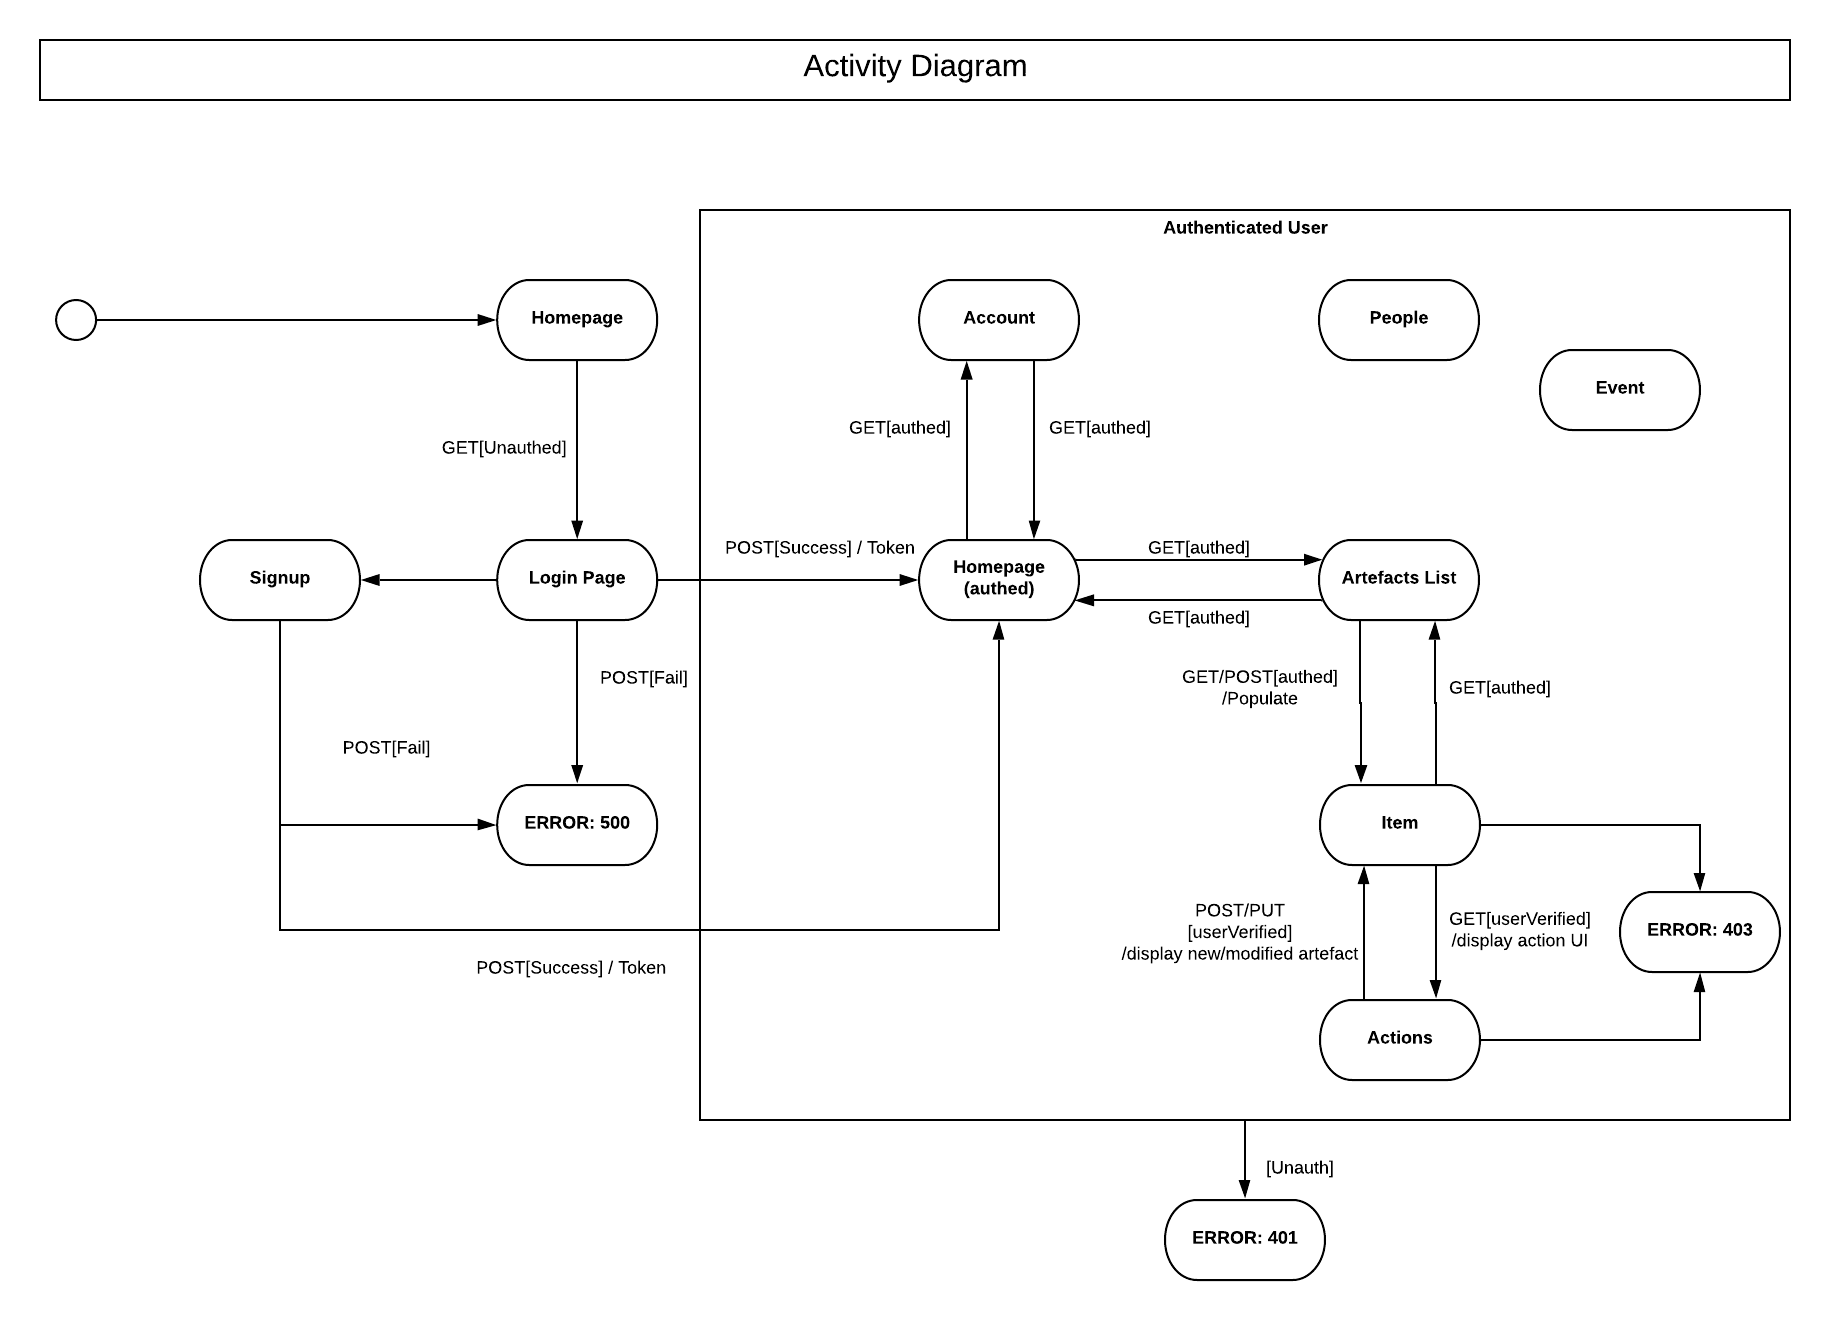 Activity Diagram
Authenticated User
Homepage
Account
People
Event
GET[Unauthed]
GET[authed]
GET[authed]
Signup
Login Page
POST[Success] / Token
Homepage
(authed)
GET[authed]
GET[authed]
Artefacts List
POST[Fail]
POST[Fail]
GET/POST[authed]
/Populate
GET[authed]
ERROR: 500
Item
POST/PUT
[userVerified]
/display new/modified artefact
GET[userVerified]
/display action UI
ERROR: 403
POST[Success] / Token
Actions
[Unauth]
ERROR: 401